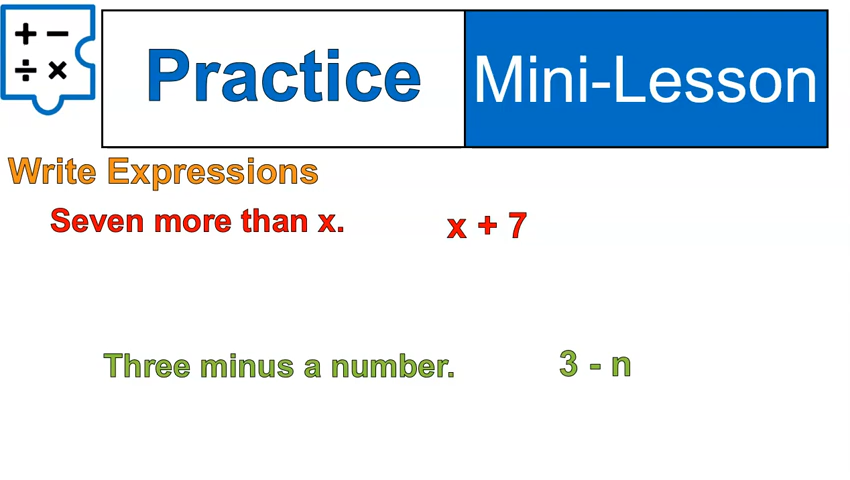 + −
÷ ×
Practice
Mini-Lesson
Write Expressions
Seven more than x.
x + 7
Three minus a number.
3 - n